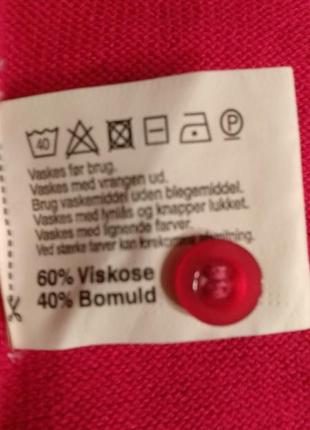 40 P
Vaskes før brug.
Vaskes med vrangen ud.
Brug vaskemiddel uden blegemiddel.
Vaskes med lynlås og knapper lukket.
Vaskes med lignende farver.
Ved stærke farver kan forekomme afsmitning.
60% Viskose
40% Bomuld